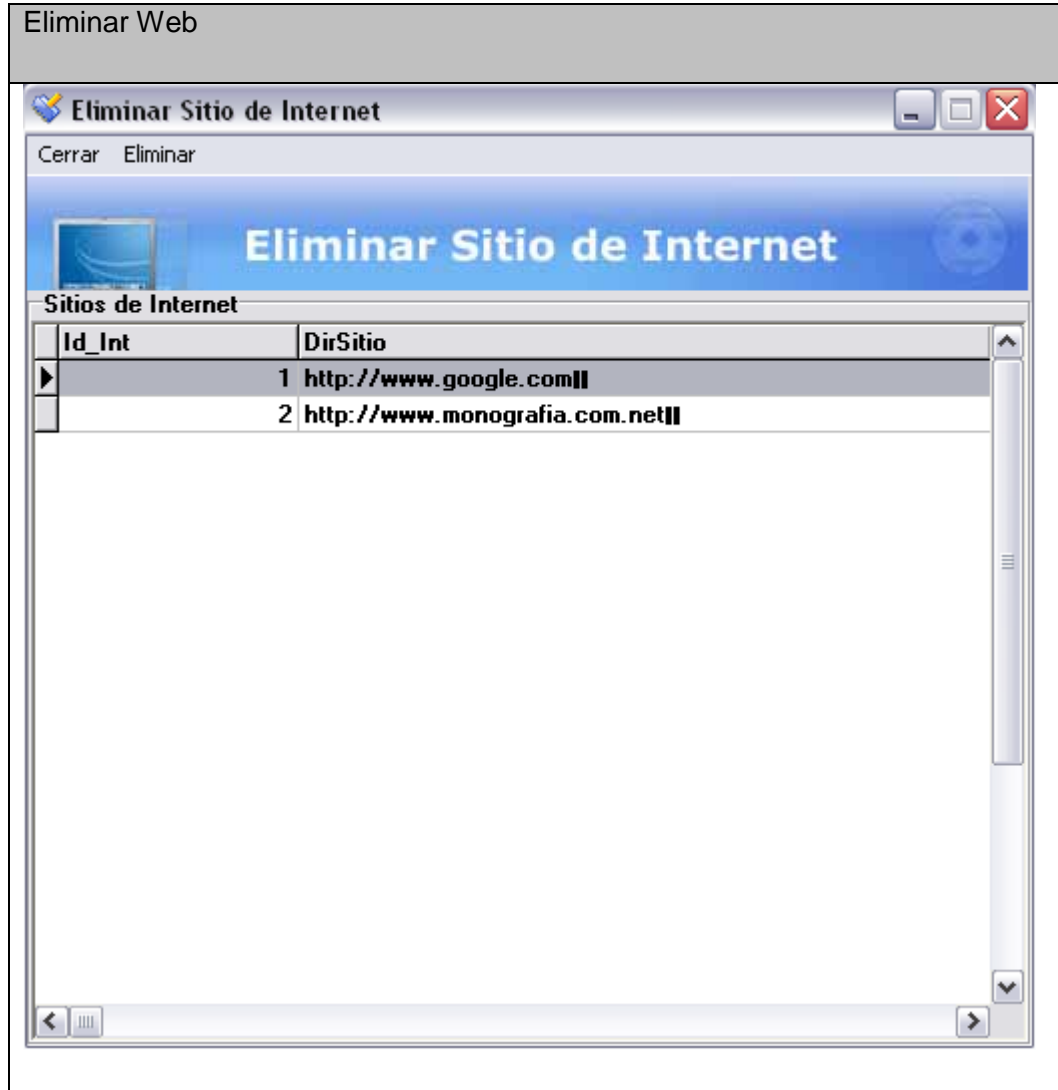 Eliminar Web
Eliminar Sitio de Internet
Cerrar Eliminar
Eliminar Sitio de Internet
Sitios de Internet
Id_Int DirSitio
1 http://www.google.com||
2 http://www.monografia.com.net||